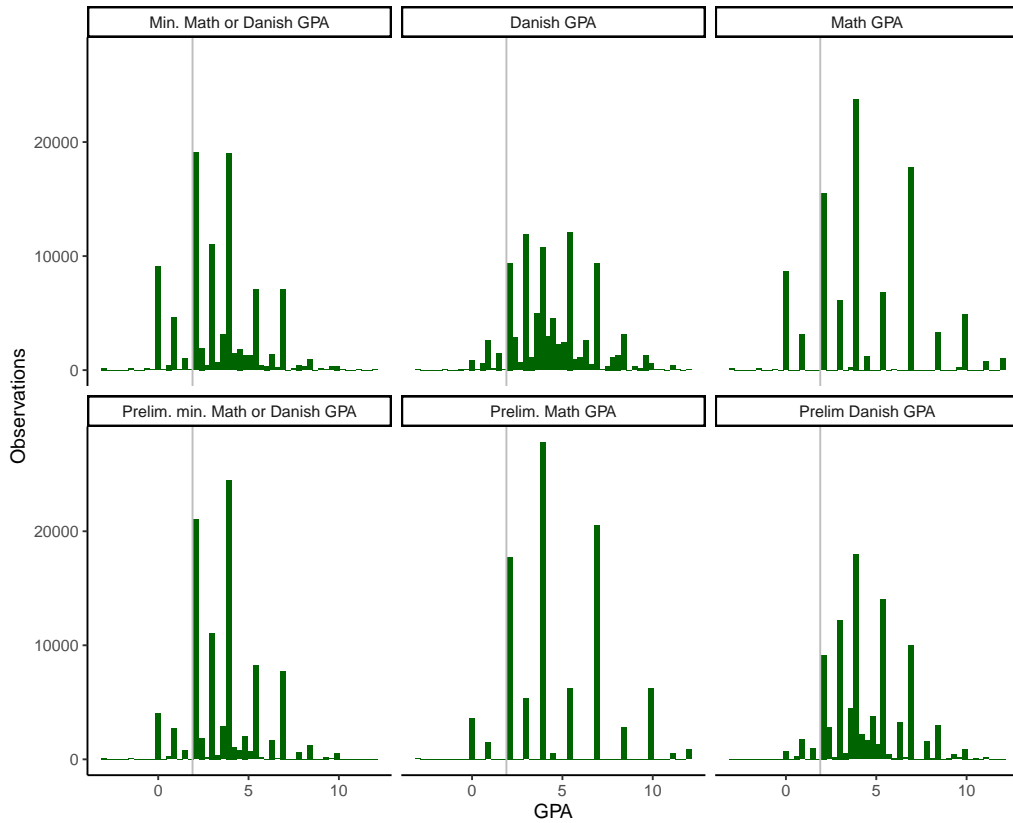 Min. Math or Danish GPA
Danish GPA
Math GPA
20000
10000
0
Prelim. min. Math or Danish GPA
Prelim. Math GPA
Prelim Danish GPA
20000
10000
0
0 5 10
0 5 10
0 5 10
Observations
GPA